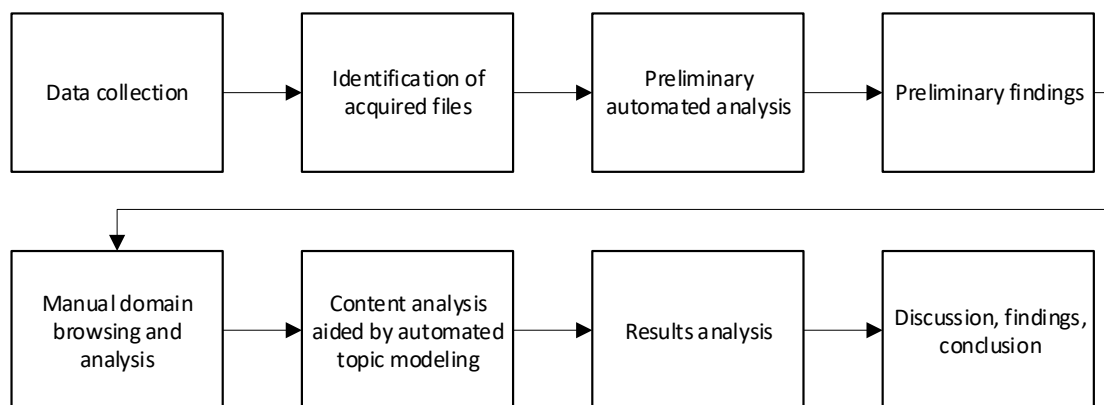 Data collection
Identification of
acquired files
Preliminary
automated analysis
Preliminary findings
Manual domain
browsing and
analysis
Content analysis
aided by automated
topic modeling
Results analysis
Discussion, findings,
conclusion